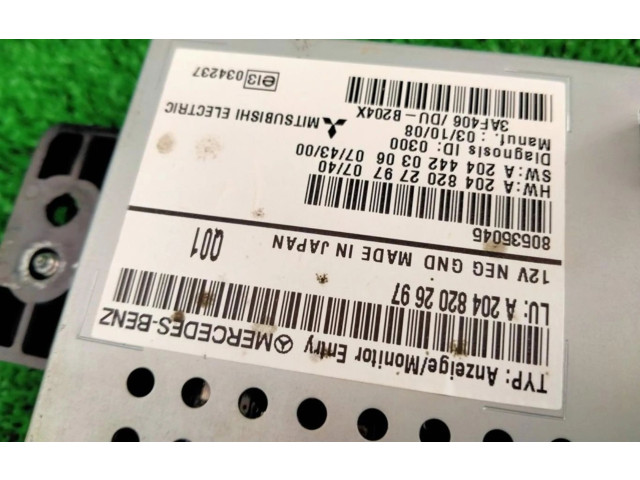 TYP: Anzeige/Monitor Entry MERCEDES-BENZ
LU: A 204 820 26 97
Q01
12V NEG GND MADE IN JAPAN
80535045
HW: A 204 820 27 97 07/40
SW: A 204 442 03 06 07/43/00
Diagnosis ID: 0300
Manuf.: 03/10/08
3AF406 /DU-B204X
MITSUBISHI ELECTRIC
e13 034237